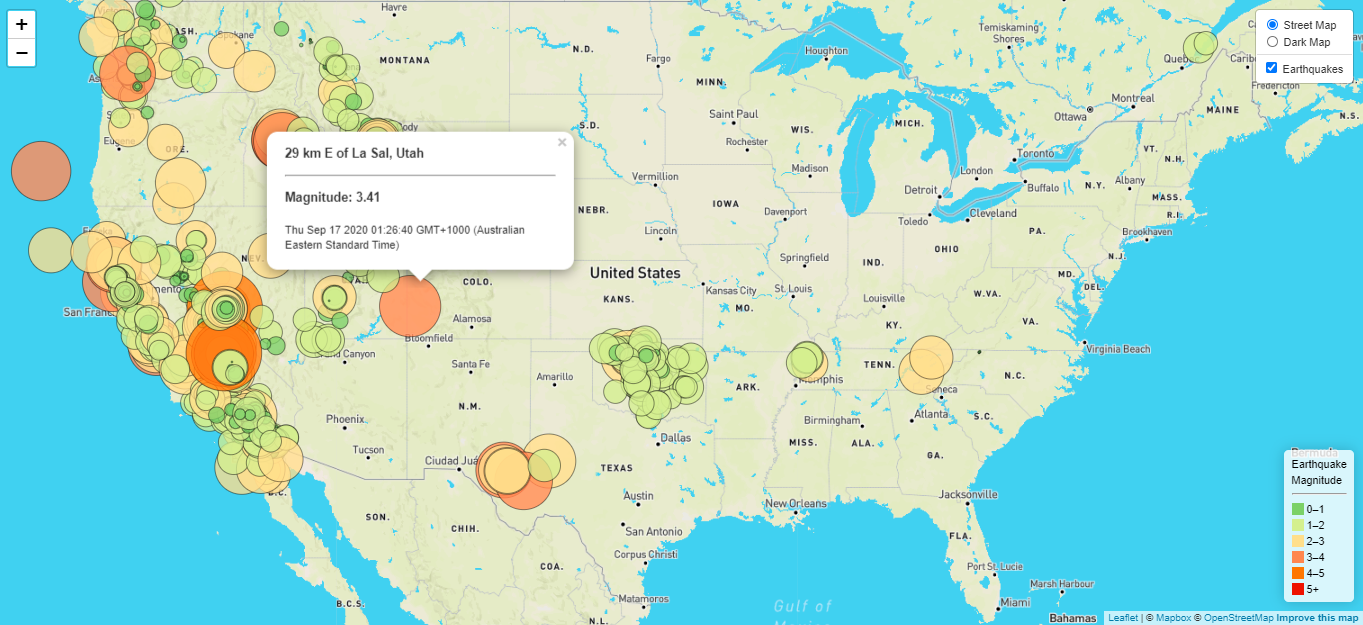 +
−
29 km E of La Sal, Utah
×
Magnitude: 3.41
Thu Sep 17 2020 01:26:40 GMT+1000 (Australian
Eastern Standard Time)
Street Map
Dark Map
Earthquakes
Havre
Spokane
MONTANA
N.D.
Fargo
MINN.
Houghton
Temiskaming
Shores
Montreal
Ottawa
MAINE
Fredericton
N.S.
Saint Paul
WIS.
MICH.
Rochester
Toronto
VT.
N.H.
S.D.
ORE.
Madison
London
Vermillion
Detroit
Buffalo
N.Y.
Albany
MASS.
R.I.
IOWA
NEBR.
Davenport
Toledo
Cleveland
Lincoln
PA.
Brookhaven
OHIO
N.J.
NEV.
Springfield
IND.
United States
COLO.
MD.
DEL.
KANS.
Kansas City
St. Louis
MO.
Louisville
W.VA.
Alamosa
KY.
VA.
Bloomfield
Virginia Beach
Santa Fe
TENN.
N.C.
Amarillo
ARK.
Memphis
Seneca
N.M.
Phoenix
Birmingham
Atlanta
S.C.
Dallas
MISS.
ALA.
Tucson
Ciudad Juá
GA.
TEXAS
B.C.
Austin
New Orleans
Jacksonville
SON.
CHIH.
San Antonio
FLA.
Corpus Christi
COA.
Port St. Lucie
Marsh Harbour
B.C.S.
Matamoros
Miami
N.L.
Gulf of
Bahamas
Bermuda
Earthquake
Magnitude
0–1
1–2
2–3
3–4
4–5
5+
Leaflet | © Mapbox © OpenStreetMap Improve this map